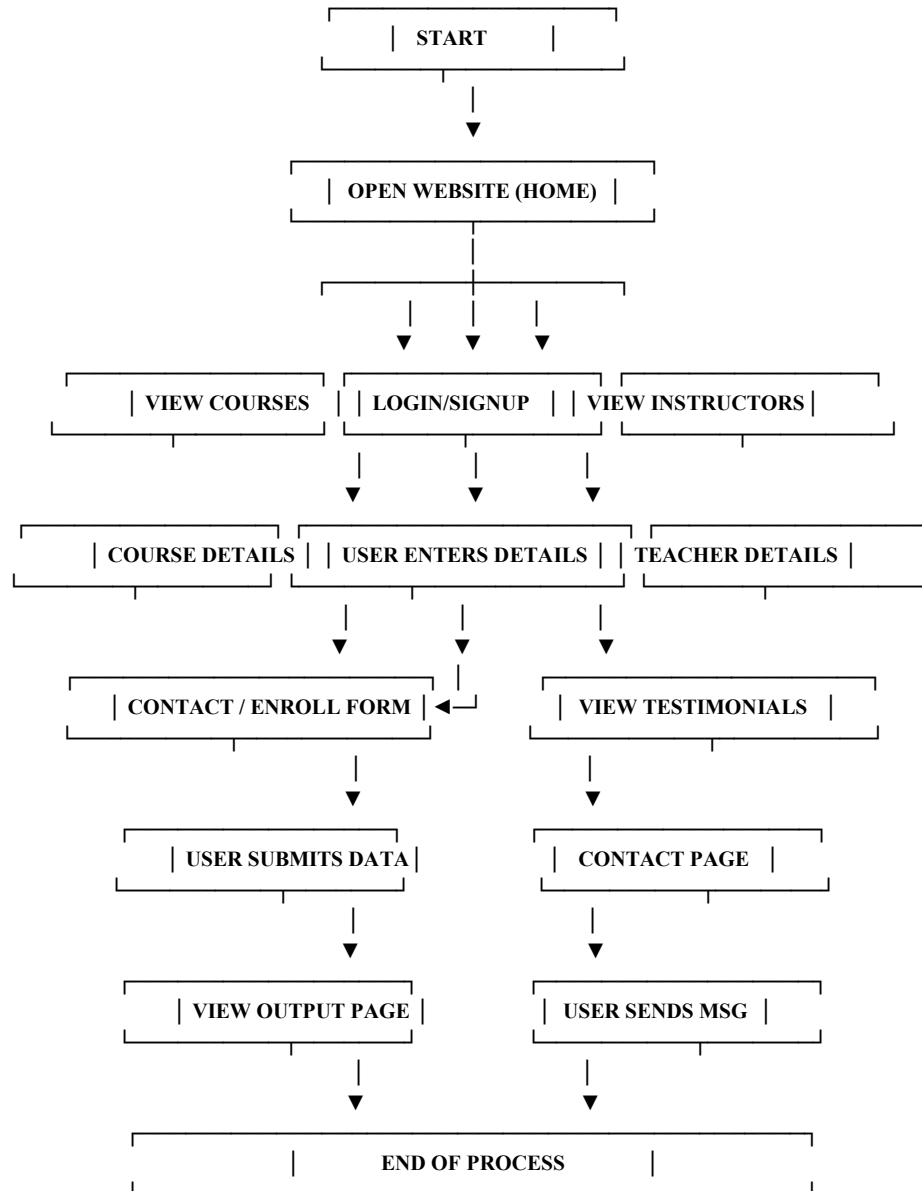 START
OPEN WEBSITE (HOME)
VIEW COURSES LOGIN/SIGNUP VIEW INSTRUCTORS
COURSE DETAILS USER ENTERS DETAILS TEACHER DETAILS
CONTACT / ENROLL FORM VIEW TESTIMONIALS
USER SUBMITS DATA CONTACT PAGE
VIEW OUTPUT PAGE USER SENDS MSG
END OF PROCESS